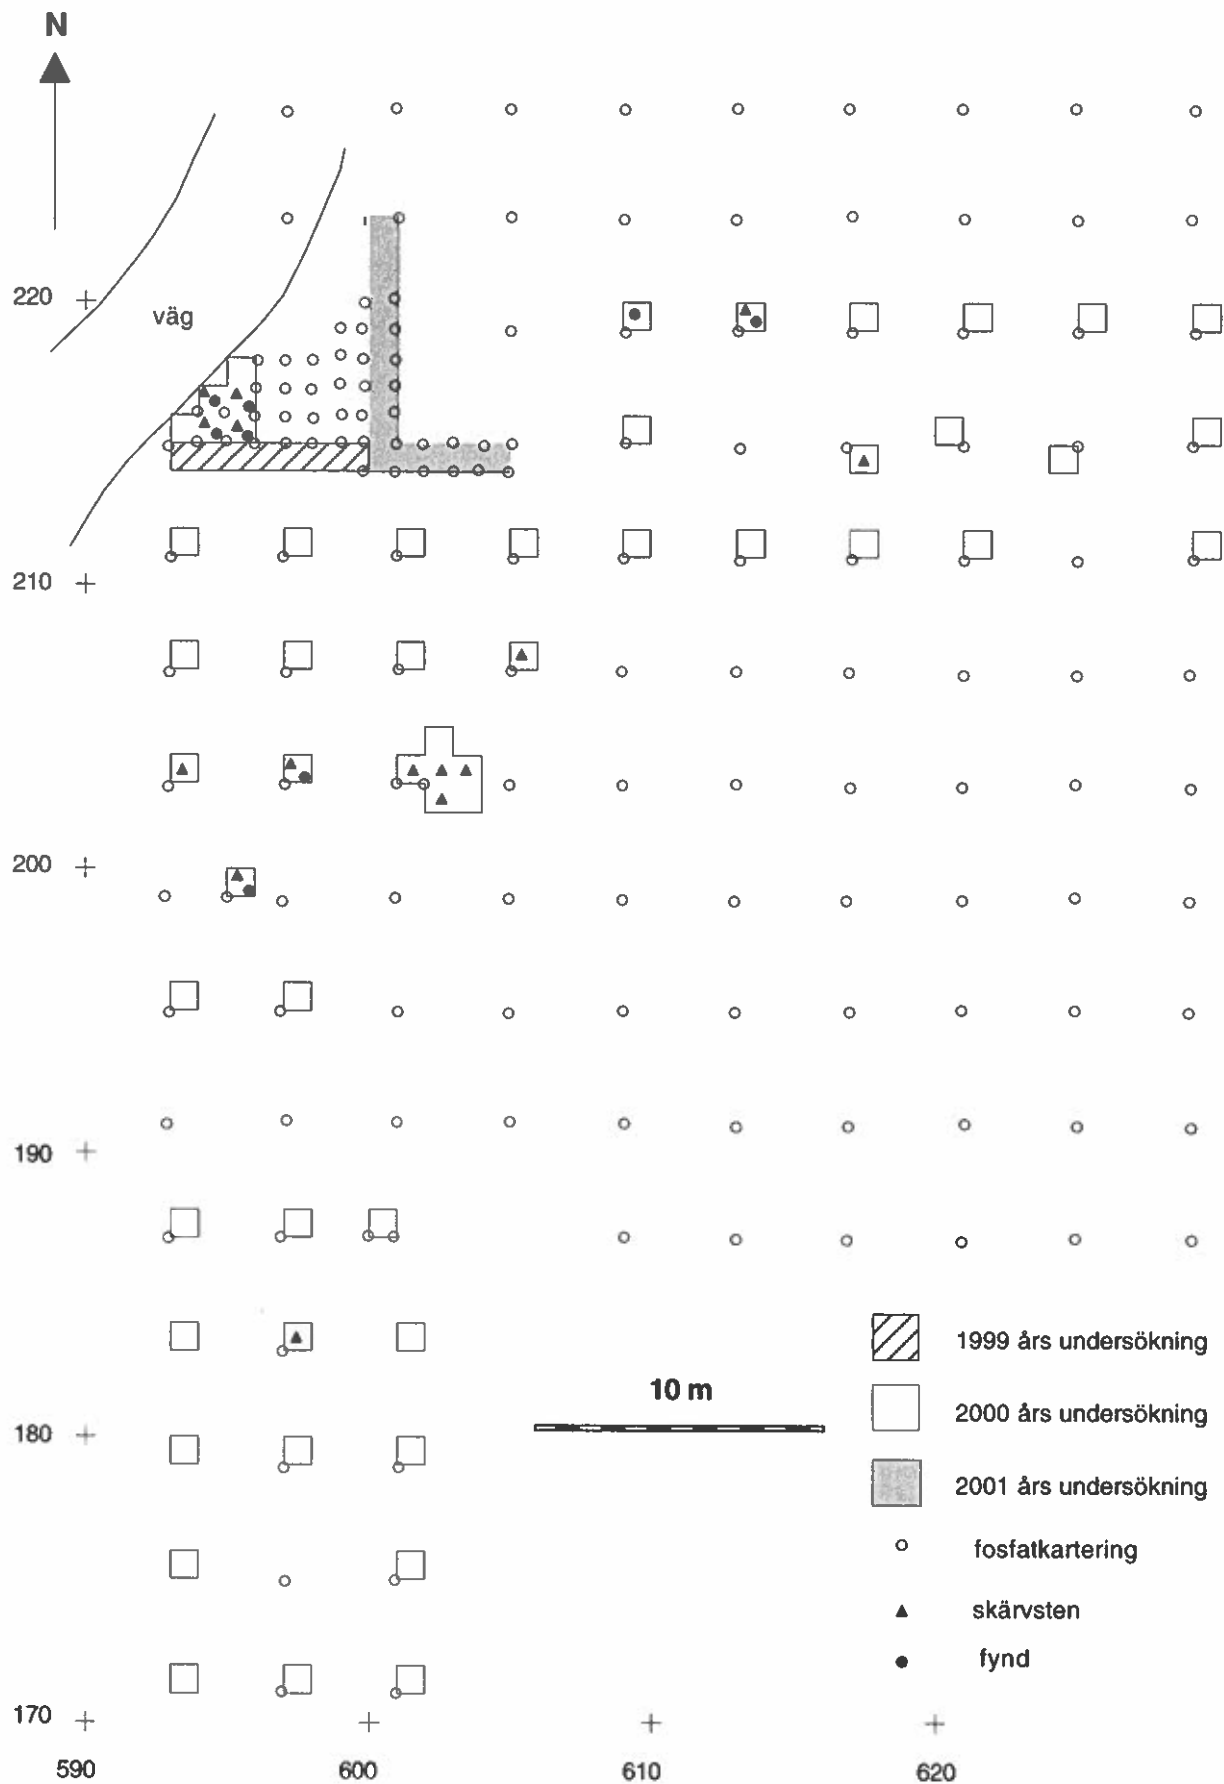 N
220
väg
210
200
190
180
170
590
600
610
620
10 m
1999 års undersökning
2000 års undersökning
2001 års undersökning
fosfatkartering
skärvsten
fynd